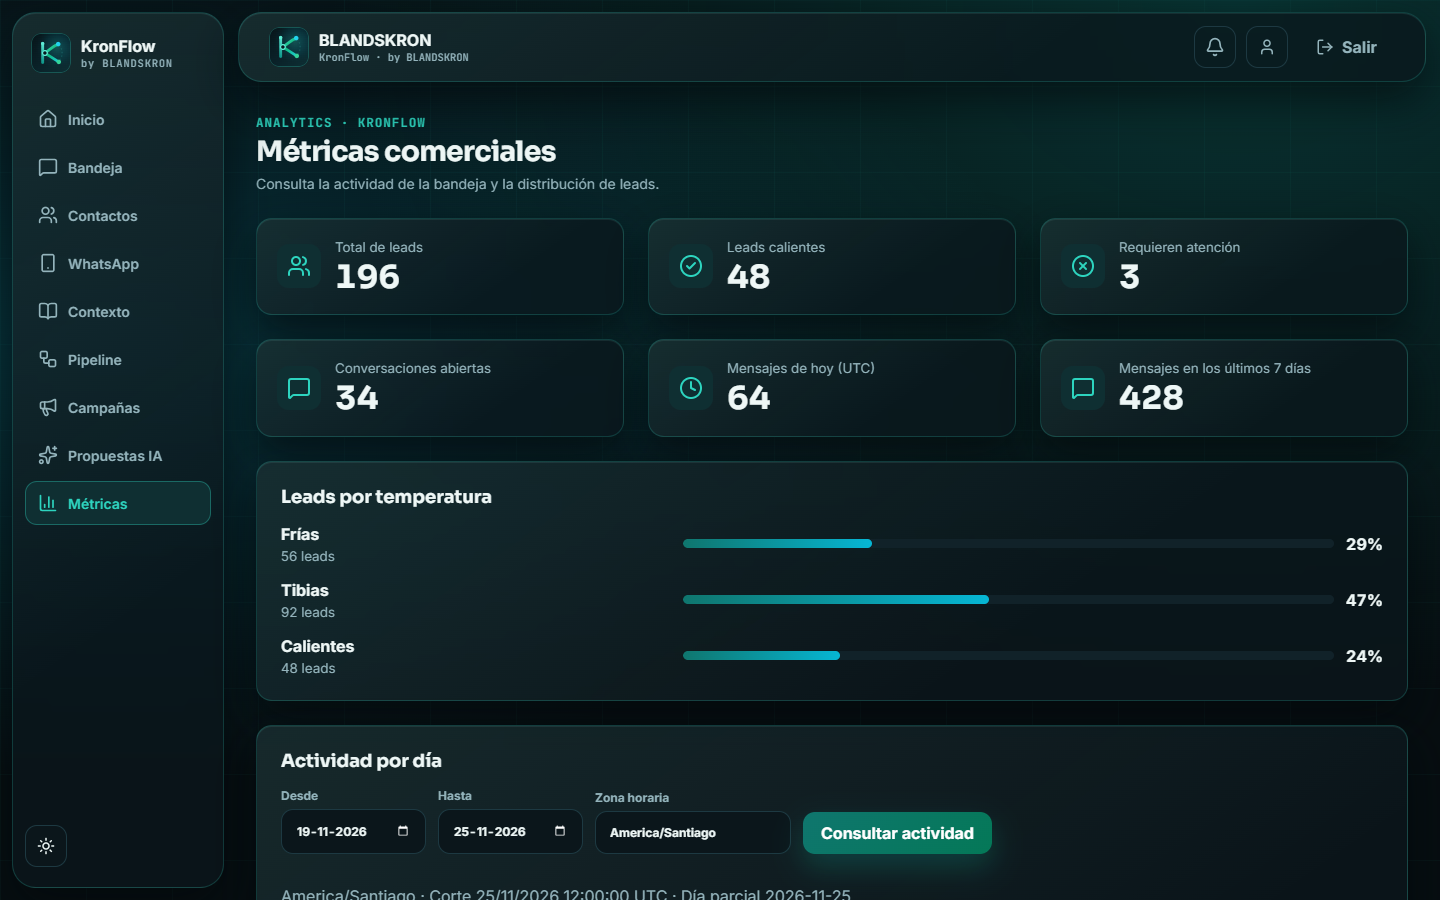 KronFlow
by BLANDSKRON
Inicio
Bandeja
Contactos
WhatsApp
Contexto
Pipeline
Campañas
Propuestas IA
Métricas
BLANDSKRON
KronFlow · by BLANDSKRON
Salir
ANALYTICS · KRONFLOW
Métricas comerciales
Consulta la actividad de la bandeja y la distribución de leads.
Total de leads
196
Leads calientes
48
Requieren atención
3
Conversaciones abiertas
34
Mensajes de hoy (UTC)
64
Mensajes en los últimos 7 días
428
Leads por temperatura
Frías
56 leads
29%
Tibias
92 leads
47%
Calientes
48 leads
24%
Actividad por día
Desde
19-11-2026
Hasta
25-11-2026
Zona horaria
America/Santiago
Consultar actividad
America/Santiago · Corte 25/11/2026 12:00:00 UTC · Día parcial 2026-11-25